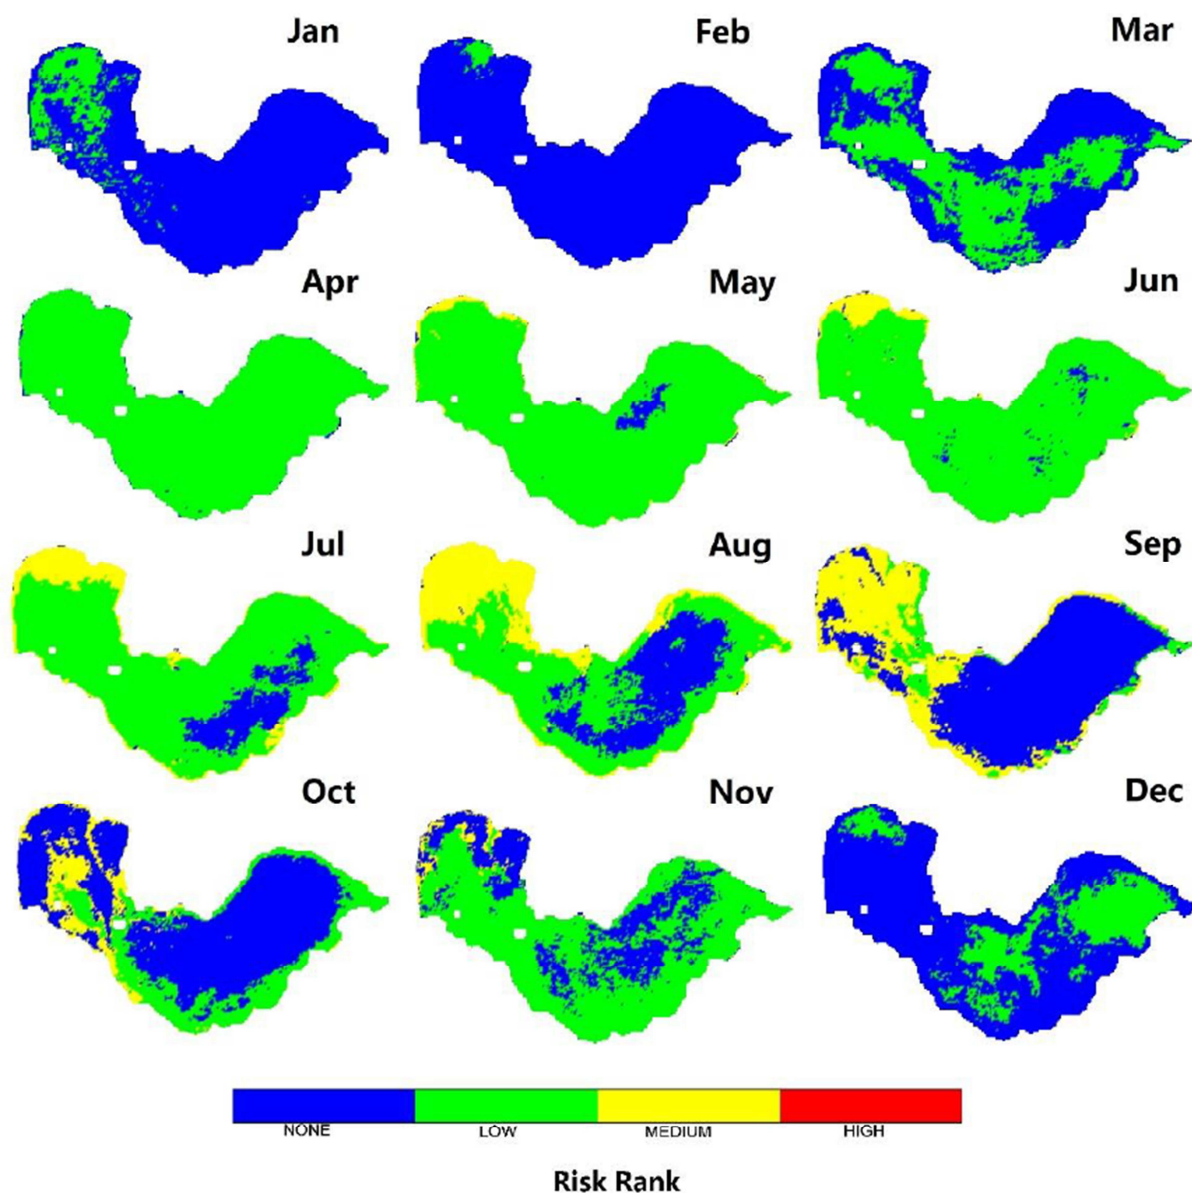 Jan Feb Mar
Apr May Jun
Jul Aug Sep
Oct Nov Dec
NONE LOW MEDIUM HIGH
Risk Rank